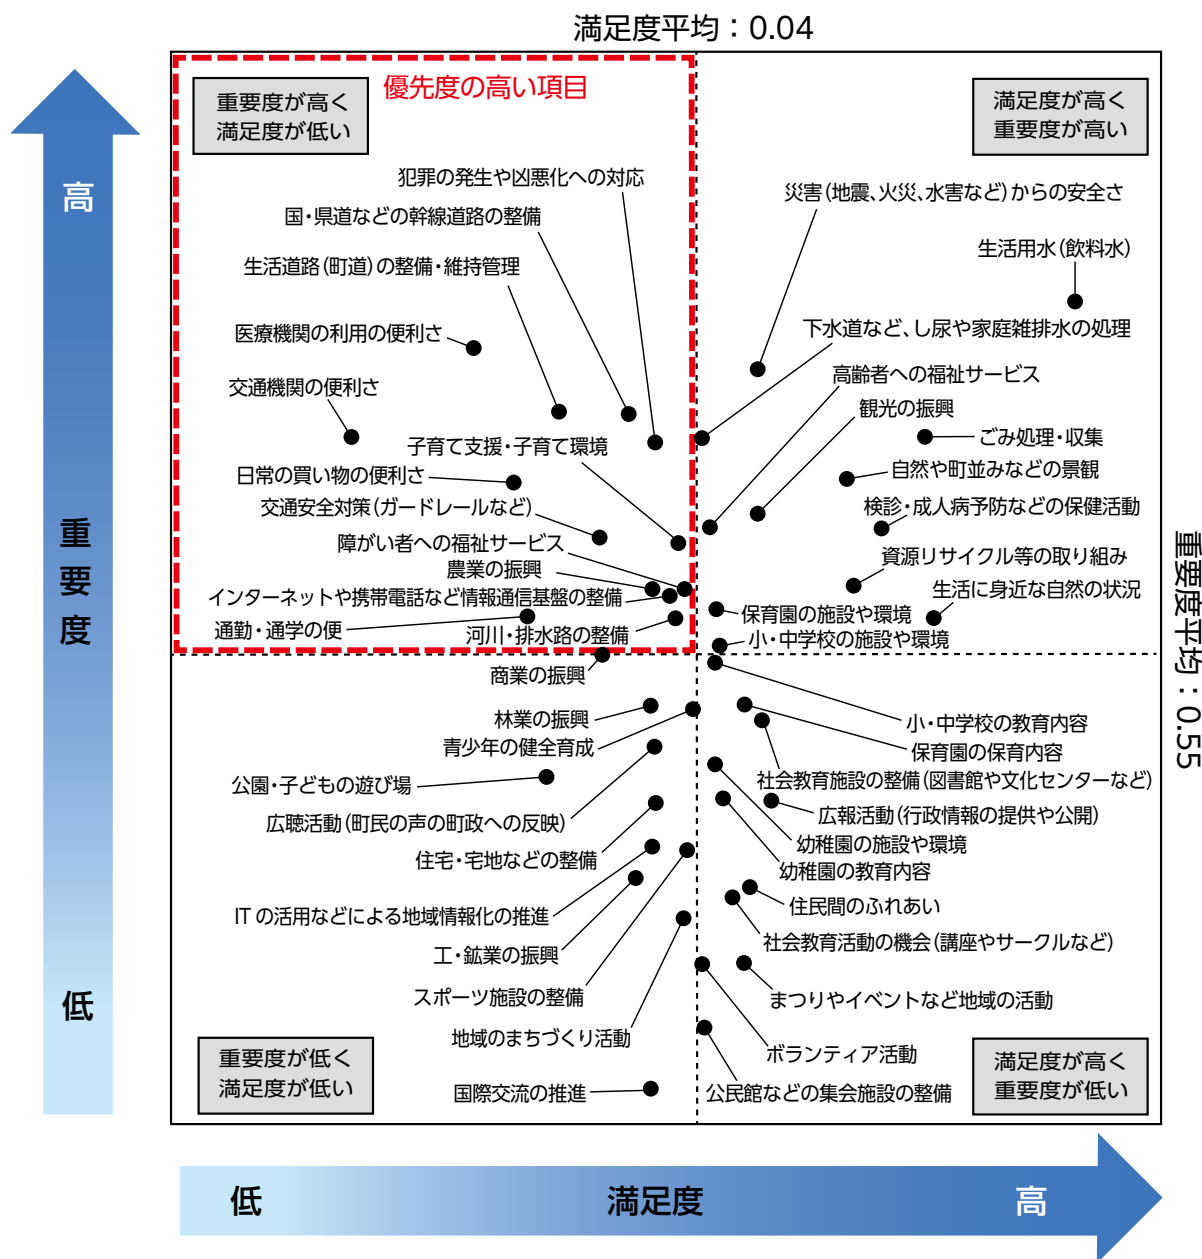 満足度平均：0.04
優先度の高い項目
重要度が高く
満足度が低い
満足度が高く
重要度が高い
高
重要度
低
犯罪の発生や凶悪化への対応
国・県道などの幹線道路の整備
生活道路（町道）の整備・維持管理
医療機関の利用の便利さ
交通機関の便利さ
子育て支援・子育て環境
日常の買い物の便利さ
交通安全対策（ガードレールなど）
障がい者への福祉サービス
農業の振興
インターネットや携帯電話など情報通信基盤の整備
通勤・通学の便
河川・排水路の整備
災害（地震、火災、水害など）からの安全さ
生活用水（飲料水）
下水道など、し尿や家庭雑排水の処理
高齢者への福祉サービス
観光の振興
ごみ処理・収集
自然や町並みなどの景観
検診・成人病予防などの保健活動
資源リサイクル等の取り組み
生活に身近な自然の状況
保育園の施設や環境
小・中学校の施設や環境
重要度平均：0.55
商業の振興
林業の振興
青少年の健全育成
公園・子どもの遊び場
広聴活動（町民の声の町政への反映）
住宅・宅地などの整備
ITの活用などによる地域情報化の推進
工・鉱業の振興
スポーツ施設の整備
地域のまちづくり活動
国際交流の推進
小・中学校の教育内容
保育園の保育内容
社会教育施設の整備（図書館や文化センターなど）
広報活動（行政情報の提供や公開）
幼稚園の施設や環境
幼稚園の教育内容
住民間のふれあい
社会教育活動の機会（講座やサークルなど）
まつりやイベントなど地域の活動
ボランティア活動
公民館などの集会施設の整備
重要度が低く
満足度が低い
満足度が高く
重要度が低い
低
満足度
高